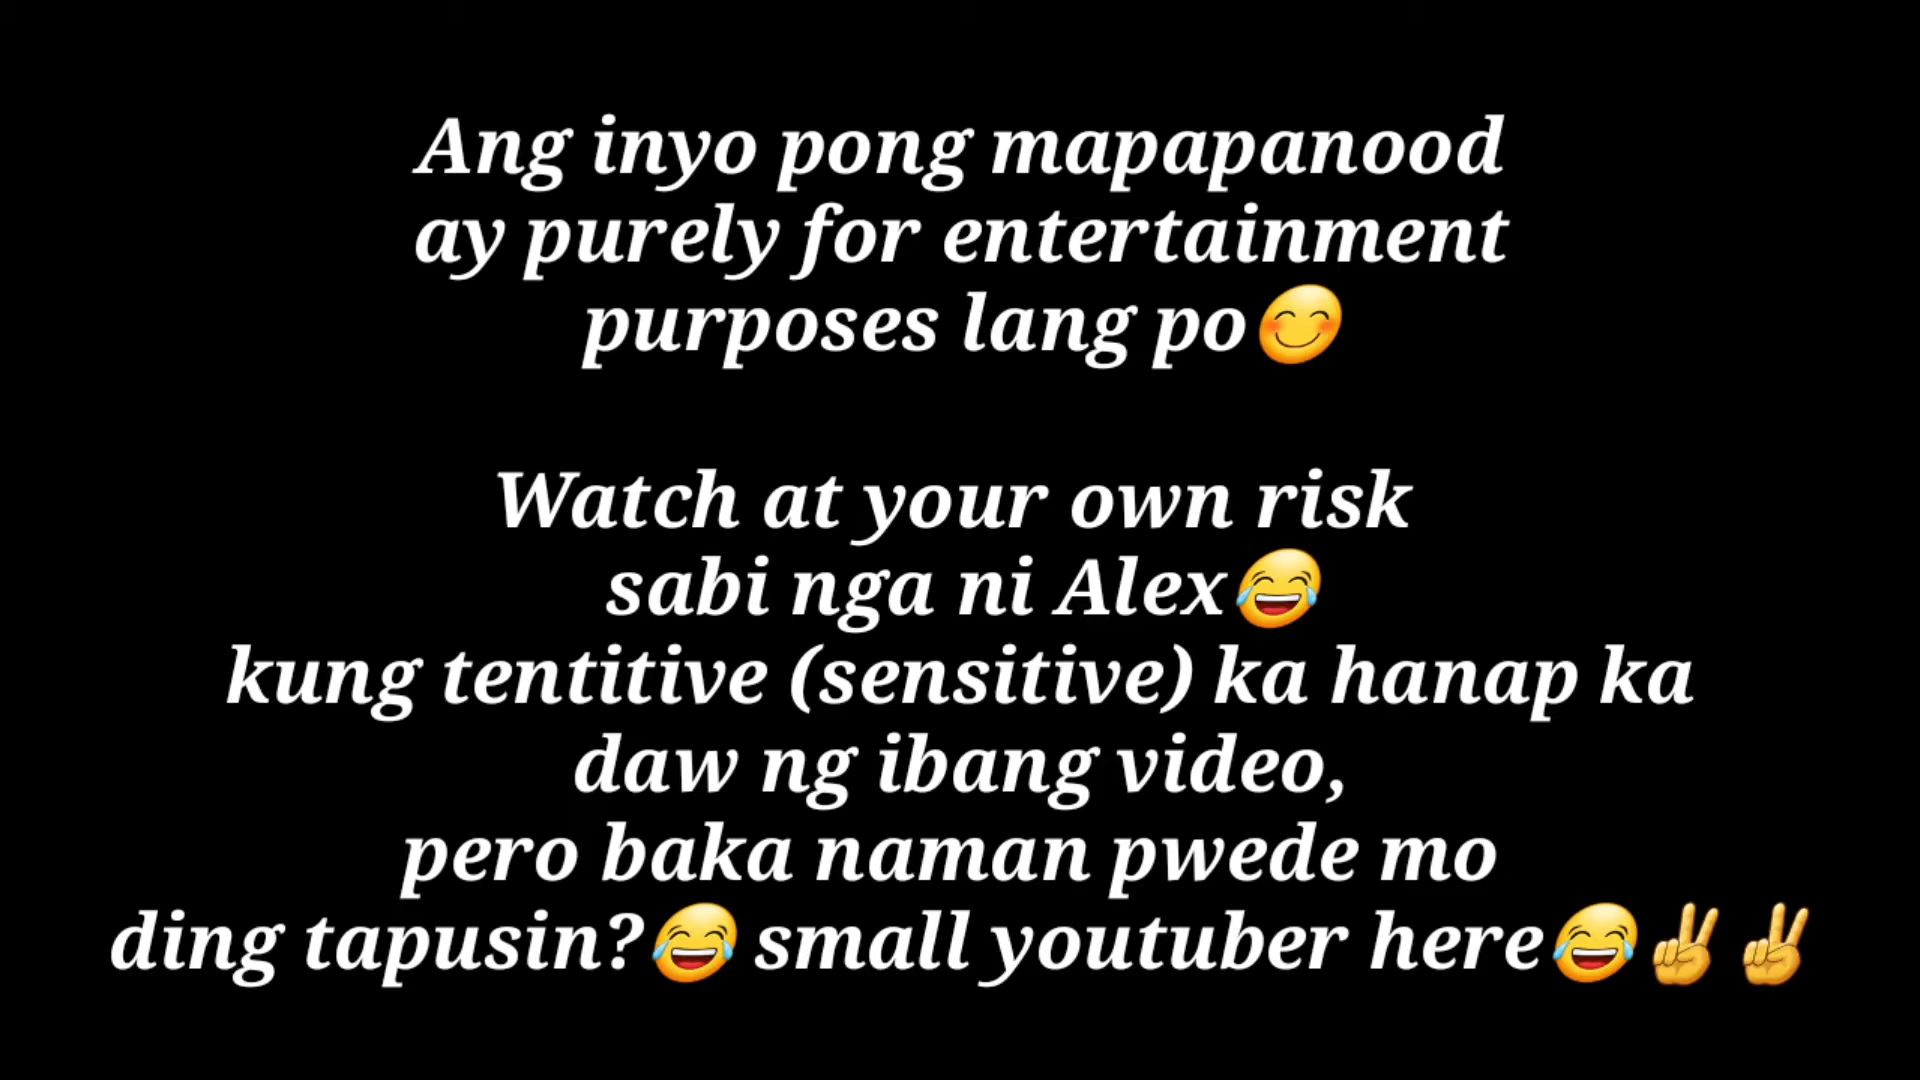 Ang inyo pong mapapanood
ay purely for entertainment
purposes lang po😊
Watch at your own risk
sabi nga ni Alex😂
kung tentitive (sensitive) ka hanap ka
daw ng ibang video,
pero baka naman pwede mo
ding tapusin?😂 small youtuber here😂✌️✌️